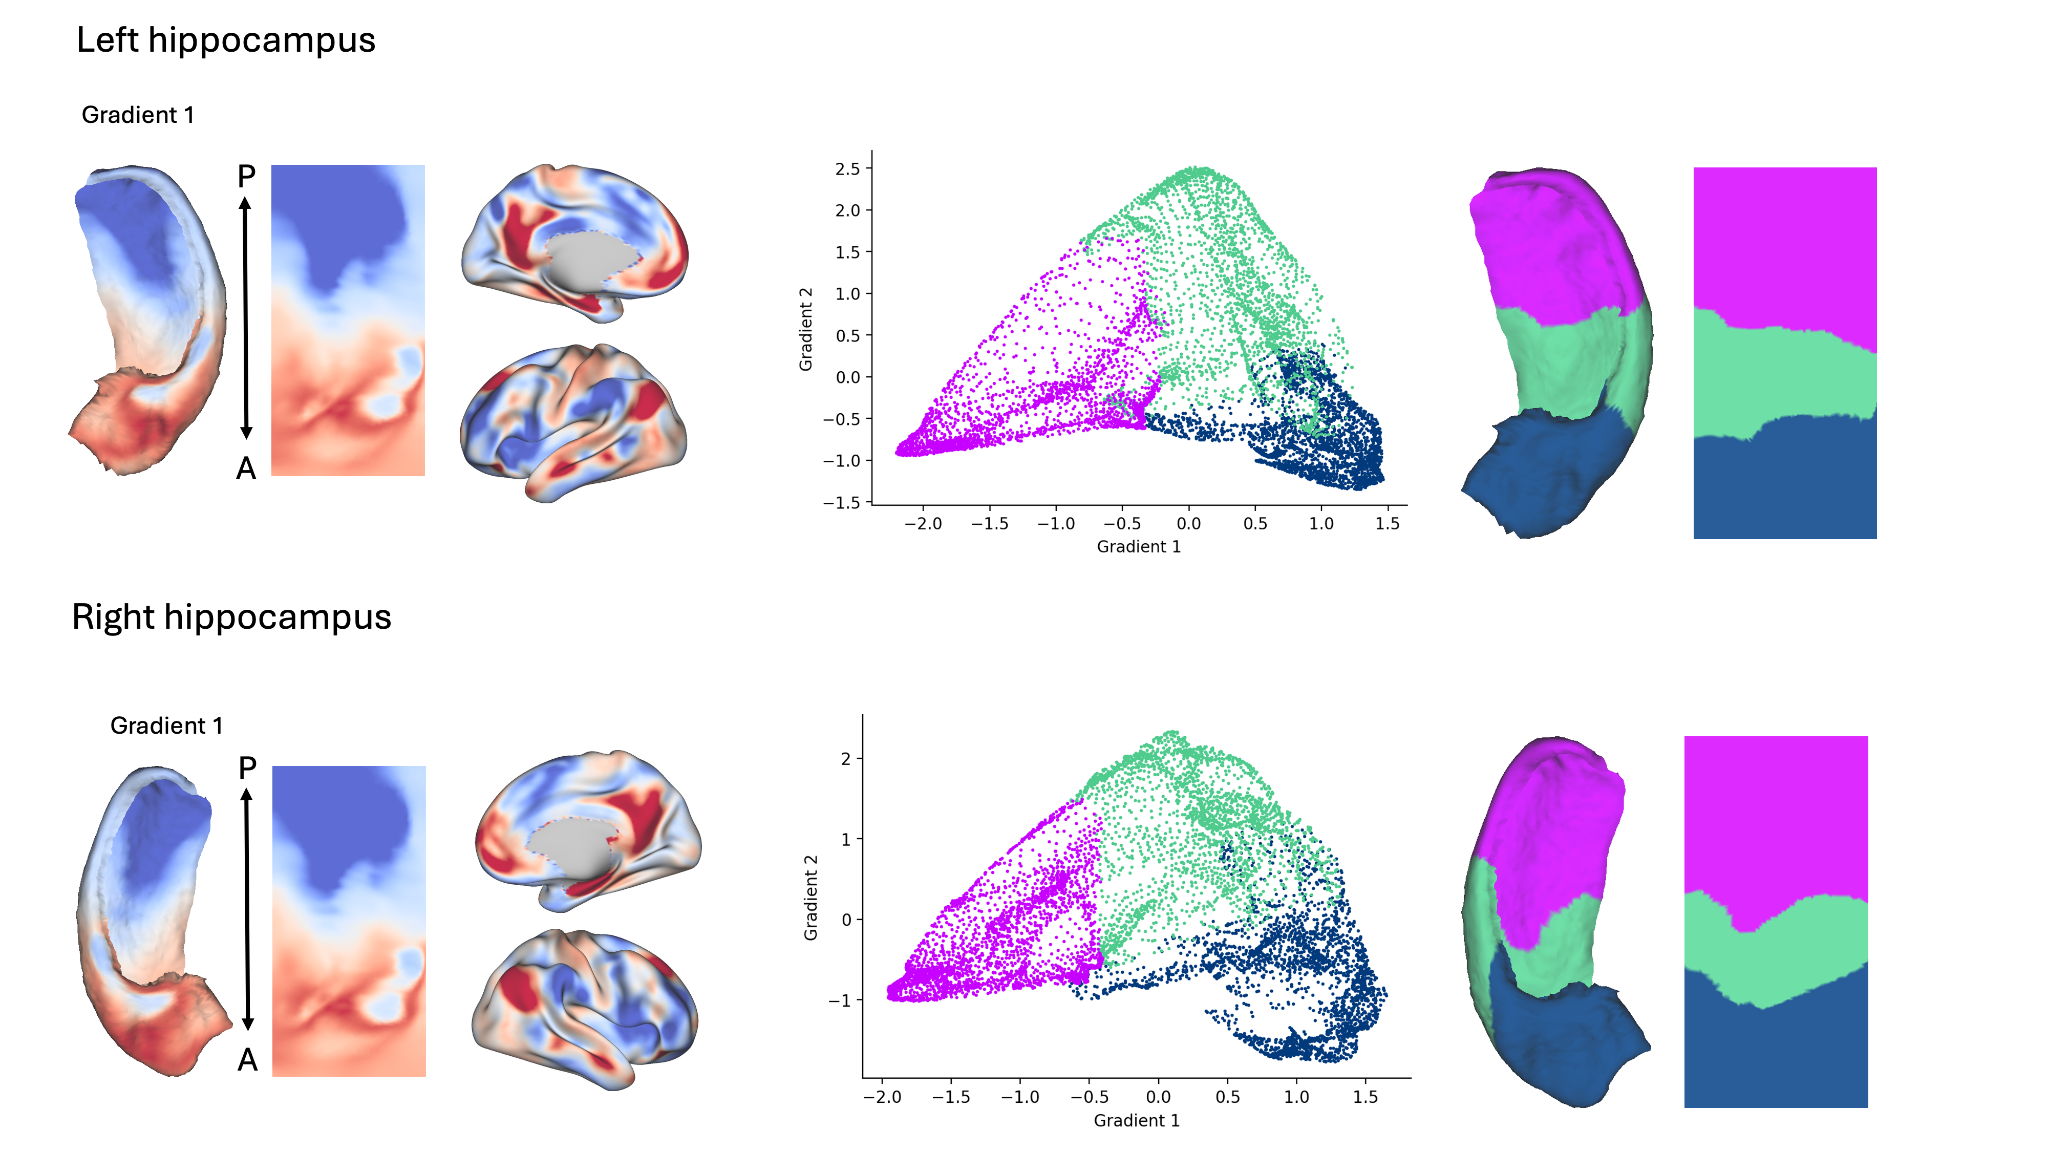 Left hippocampus
Gradient 1
P
A
2.5
2.0
1.5
1.0
0.5
0.0
−0.5
−1.0
−1.5
Gradient 2
−2.0 −1.5 −1.0 −0.5 0.0 0.5 1.0 1.5
Gradient 1
Right hippocampus
Gradient 1
P
A
2
1
0
−1
Gradient 2
−2.0 −1.5 −1.0 −0.5 0.0 0.5 1.0 1.5
Gradient 1